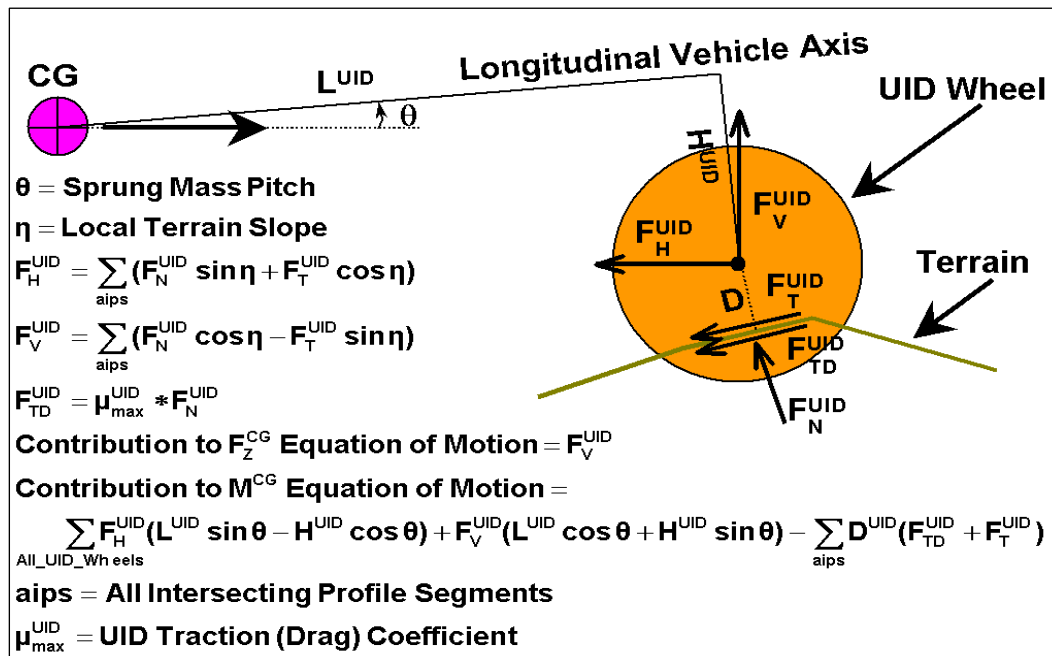 Longitudinal Vehicle Axis
CG
L^UID
θ
UID Wheel
H^UID
F_V^UID
F_H^UID
Terrain
D
F_T^UID
F_TD^UID
F_N^UID
θ = Sprung Mass Pitch
η = Local Terrain Slope
F_H^UID = ∑_aips (F_N^UID sin η + F_T^UID cos η)
F_V^UID = ∑_aips (F_N^UID cos η − F_T^UID sin η)
F_TD^UID = μ_max^UID * F_N^UID
Contribution to F_Z^CG Equation of Motion = F_V^UID
Contribution to M^CG Equation of Motion =
∑_All_UID_Wheels F_H^UID (L^UID sin θ − H^UID cos θ) + F_V^UID (L^UID cos θ + H^UID sin θ) − ∑_aips D^UID (F_TD^UID + F_T^UID)
aips = All Intersecting Profile Segments
μ_max^UID = UID Traction (Drag) Coefficient